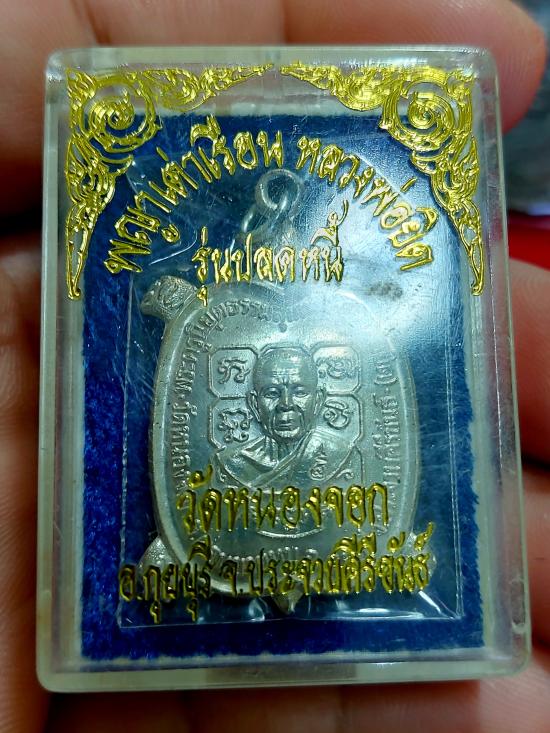 พญาเต่าเรือน หลวงพ่อยิด
รุ่นปลดหนี้
วัดหนองจอก
อ.กุยบุรี จ.ประจวบคีรีขันธ์